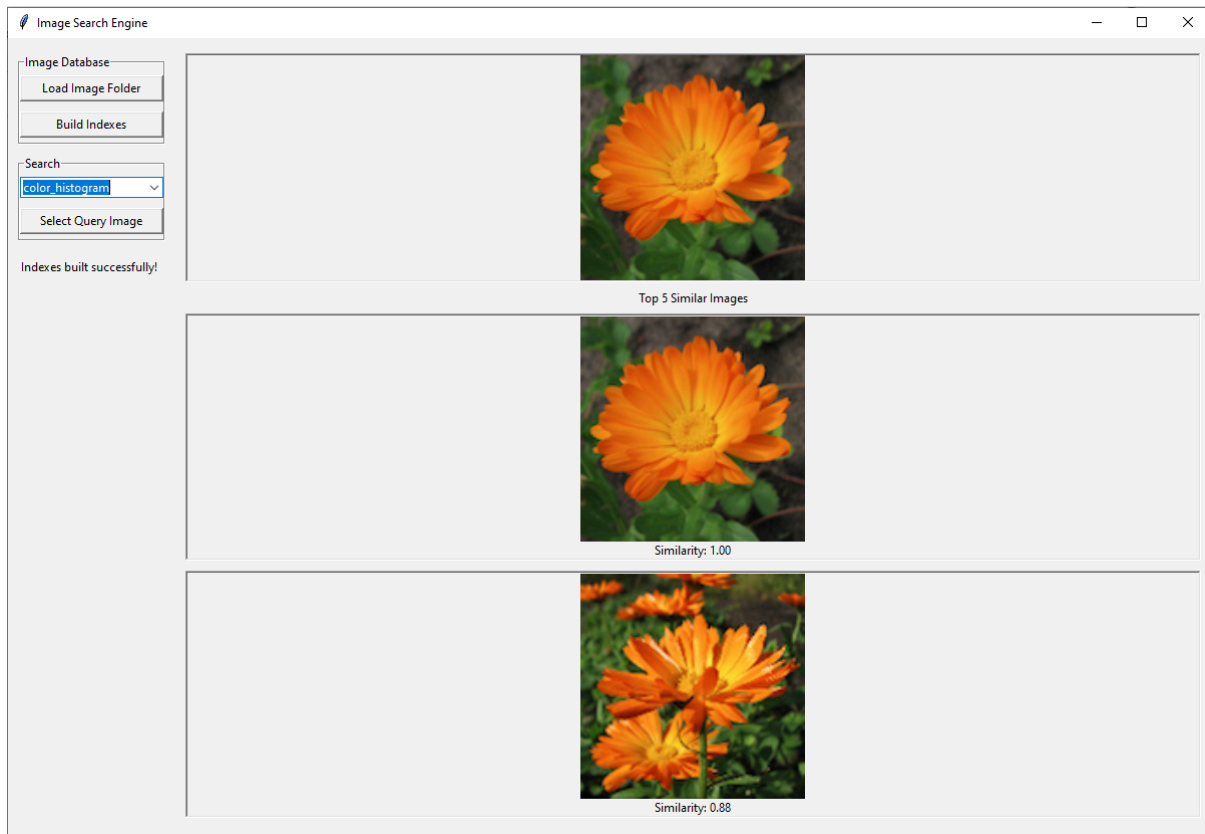 Image Search Engine
Image Database
Load Image Folder
Build Indexes
Search
color_histogram
Select Query Image
Indexes built successfully!
Top 5 Similar Images
Similarity: 1.00
Similarity: 0.88